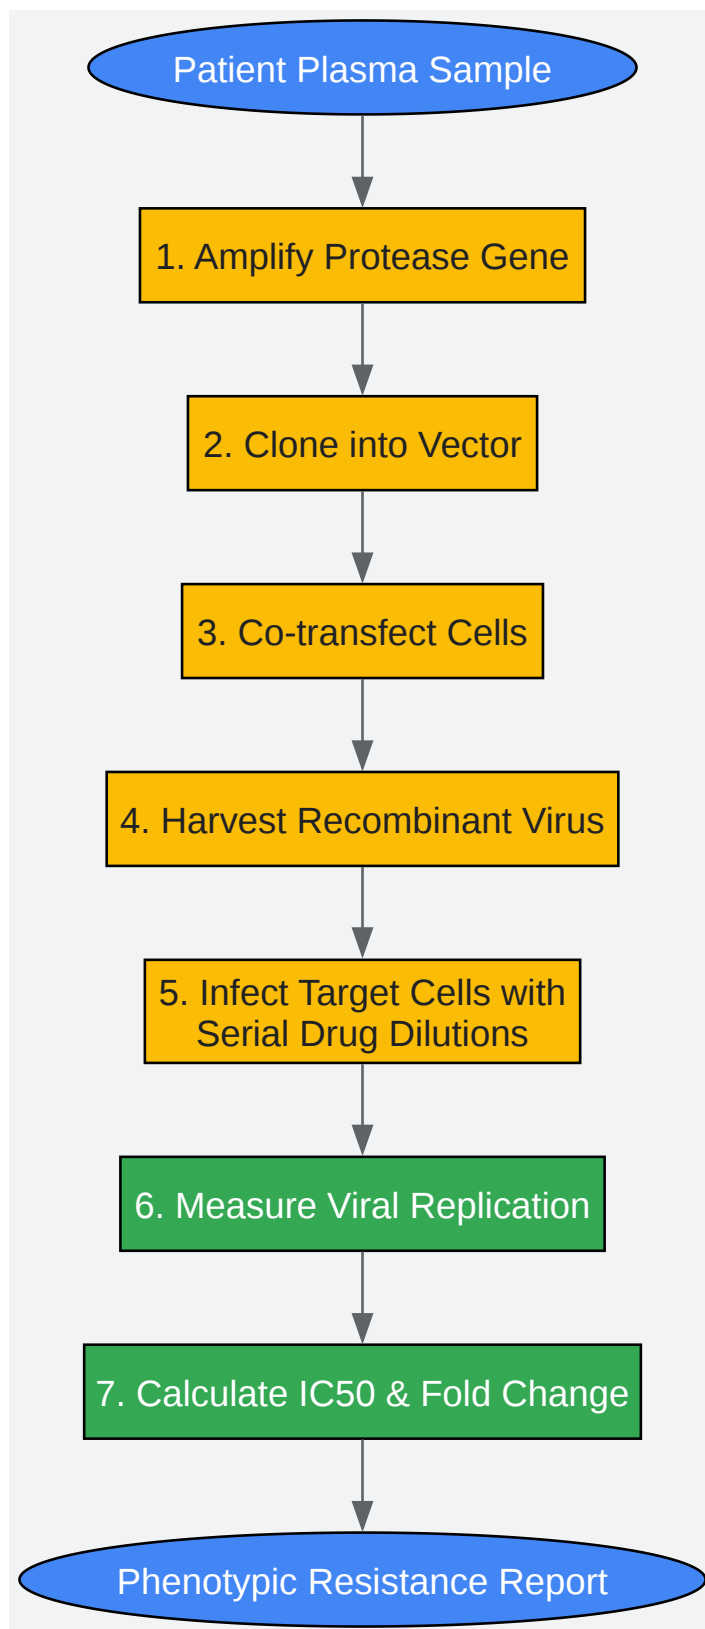 Patient Plasma Sample
1. Amplify Protease Gene
2. Clone into Vector
3. Co-transfect Cells
4. Harvest Recombinant Virus
5. Infect Target Cells with
Serial Drug Dilutions
6. Measure Viral Replication
7. Calculate IC50 & Fold Change
Phenotypic Resistance Report